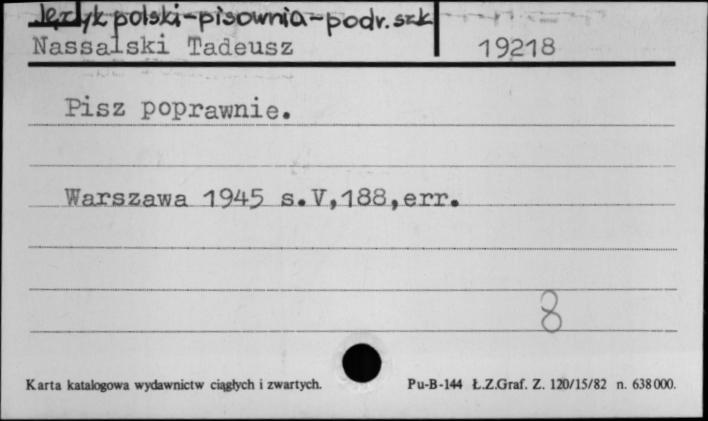 Język polski-pisownia-podr. szk
Nassalski Tadeusz 19218
Pisz poprawnie.
Warszawa 1945 s.V,188,err.
8
Karta katalogowa wydawnictw ciągłych i zwartych. Pu-B-144 Ł.Z.Graf. Z. 120/15/82 n. 638000.